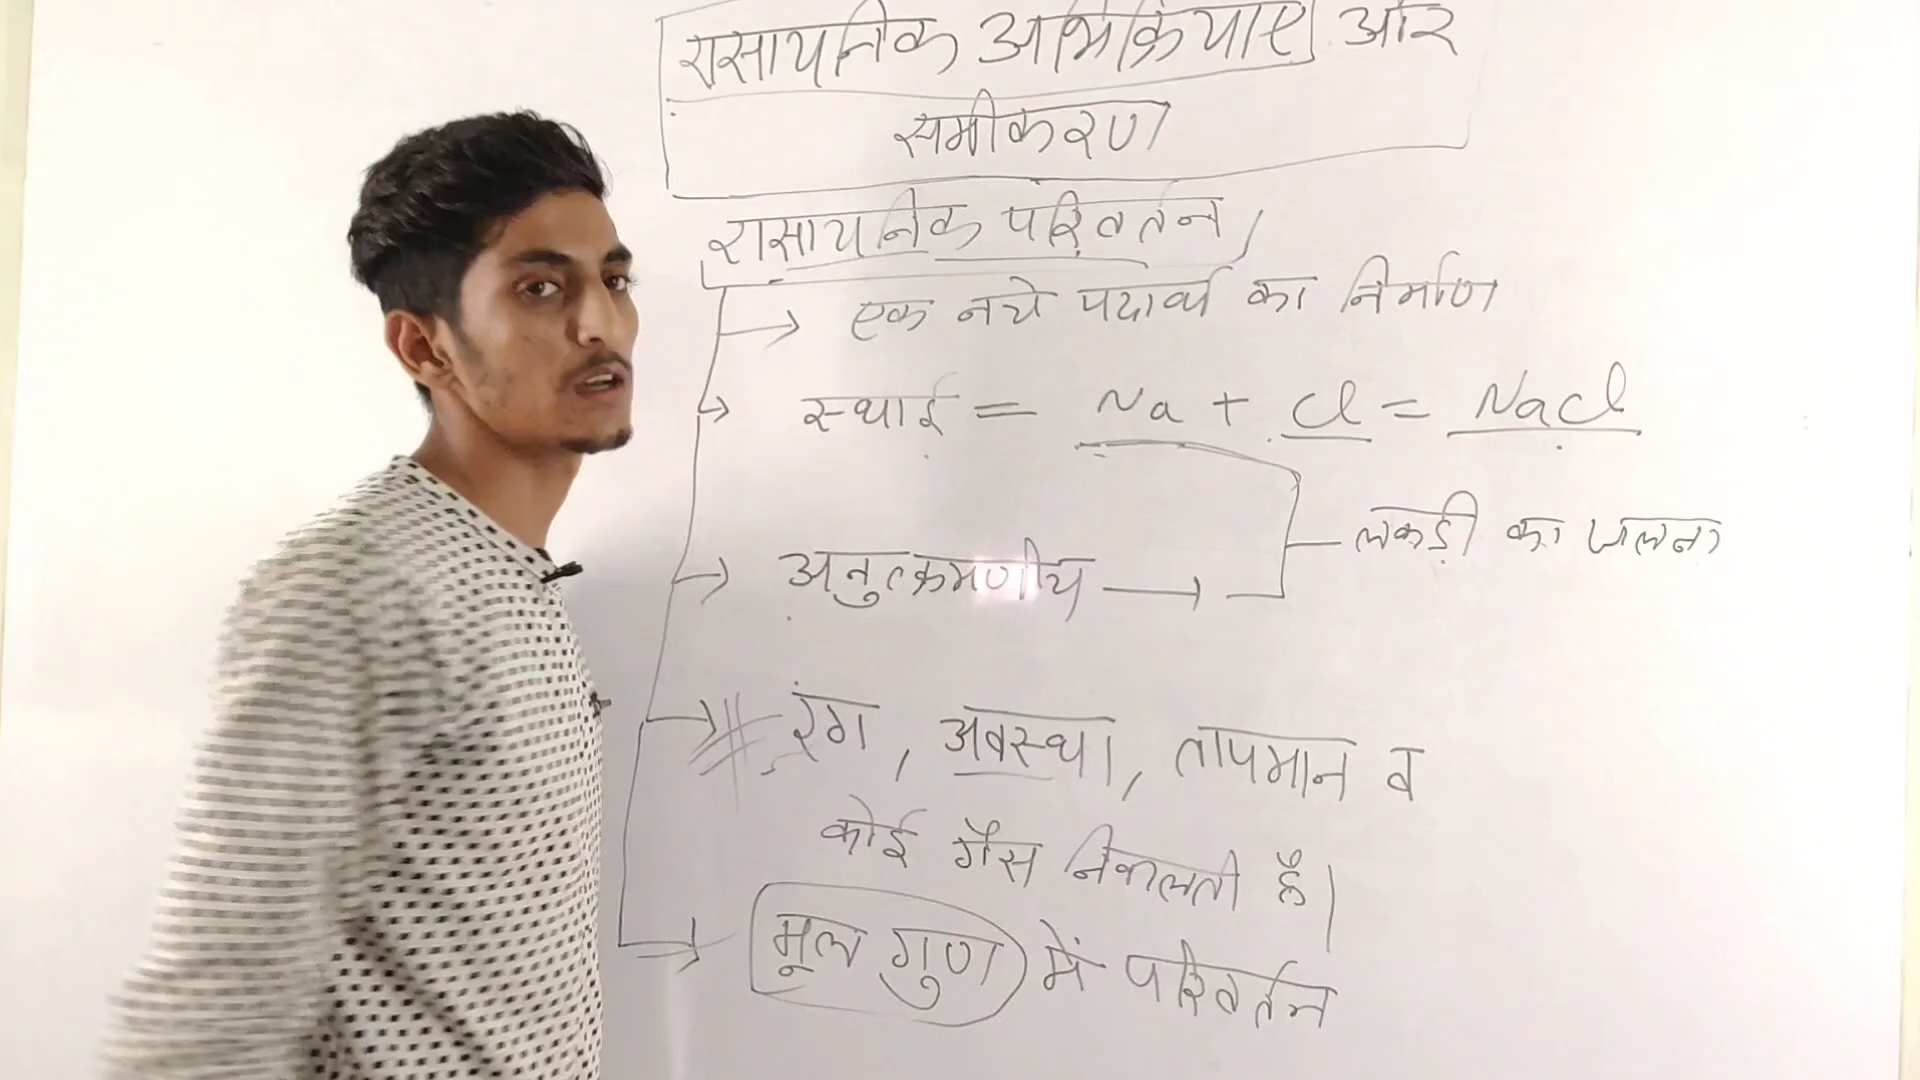 रासायनिक अभिक्रियाए और
समीकरण
रासायनिक परिवर्तन
→ एक नये पदार्थ का निर्माण
→ स्थाई = Na + Cl = NaCl
लकड़ी का जलना
→ अनुत्क्रमणीय →
→ रंग, अवस्था, तापमान व
कोई गैस निकलती है।
→ मूल गुण में परिवर्तन